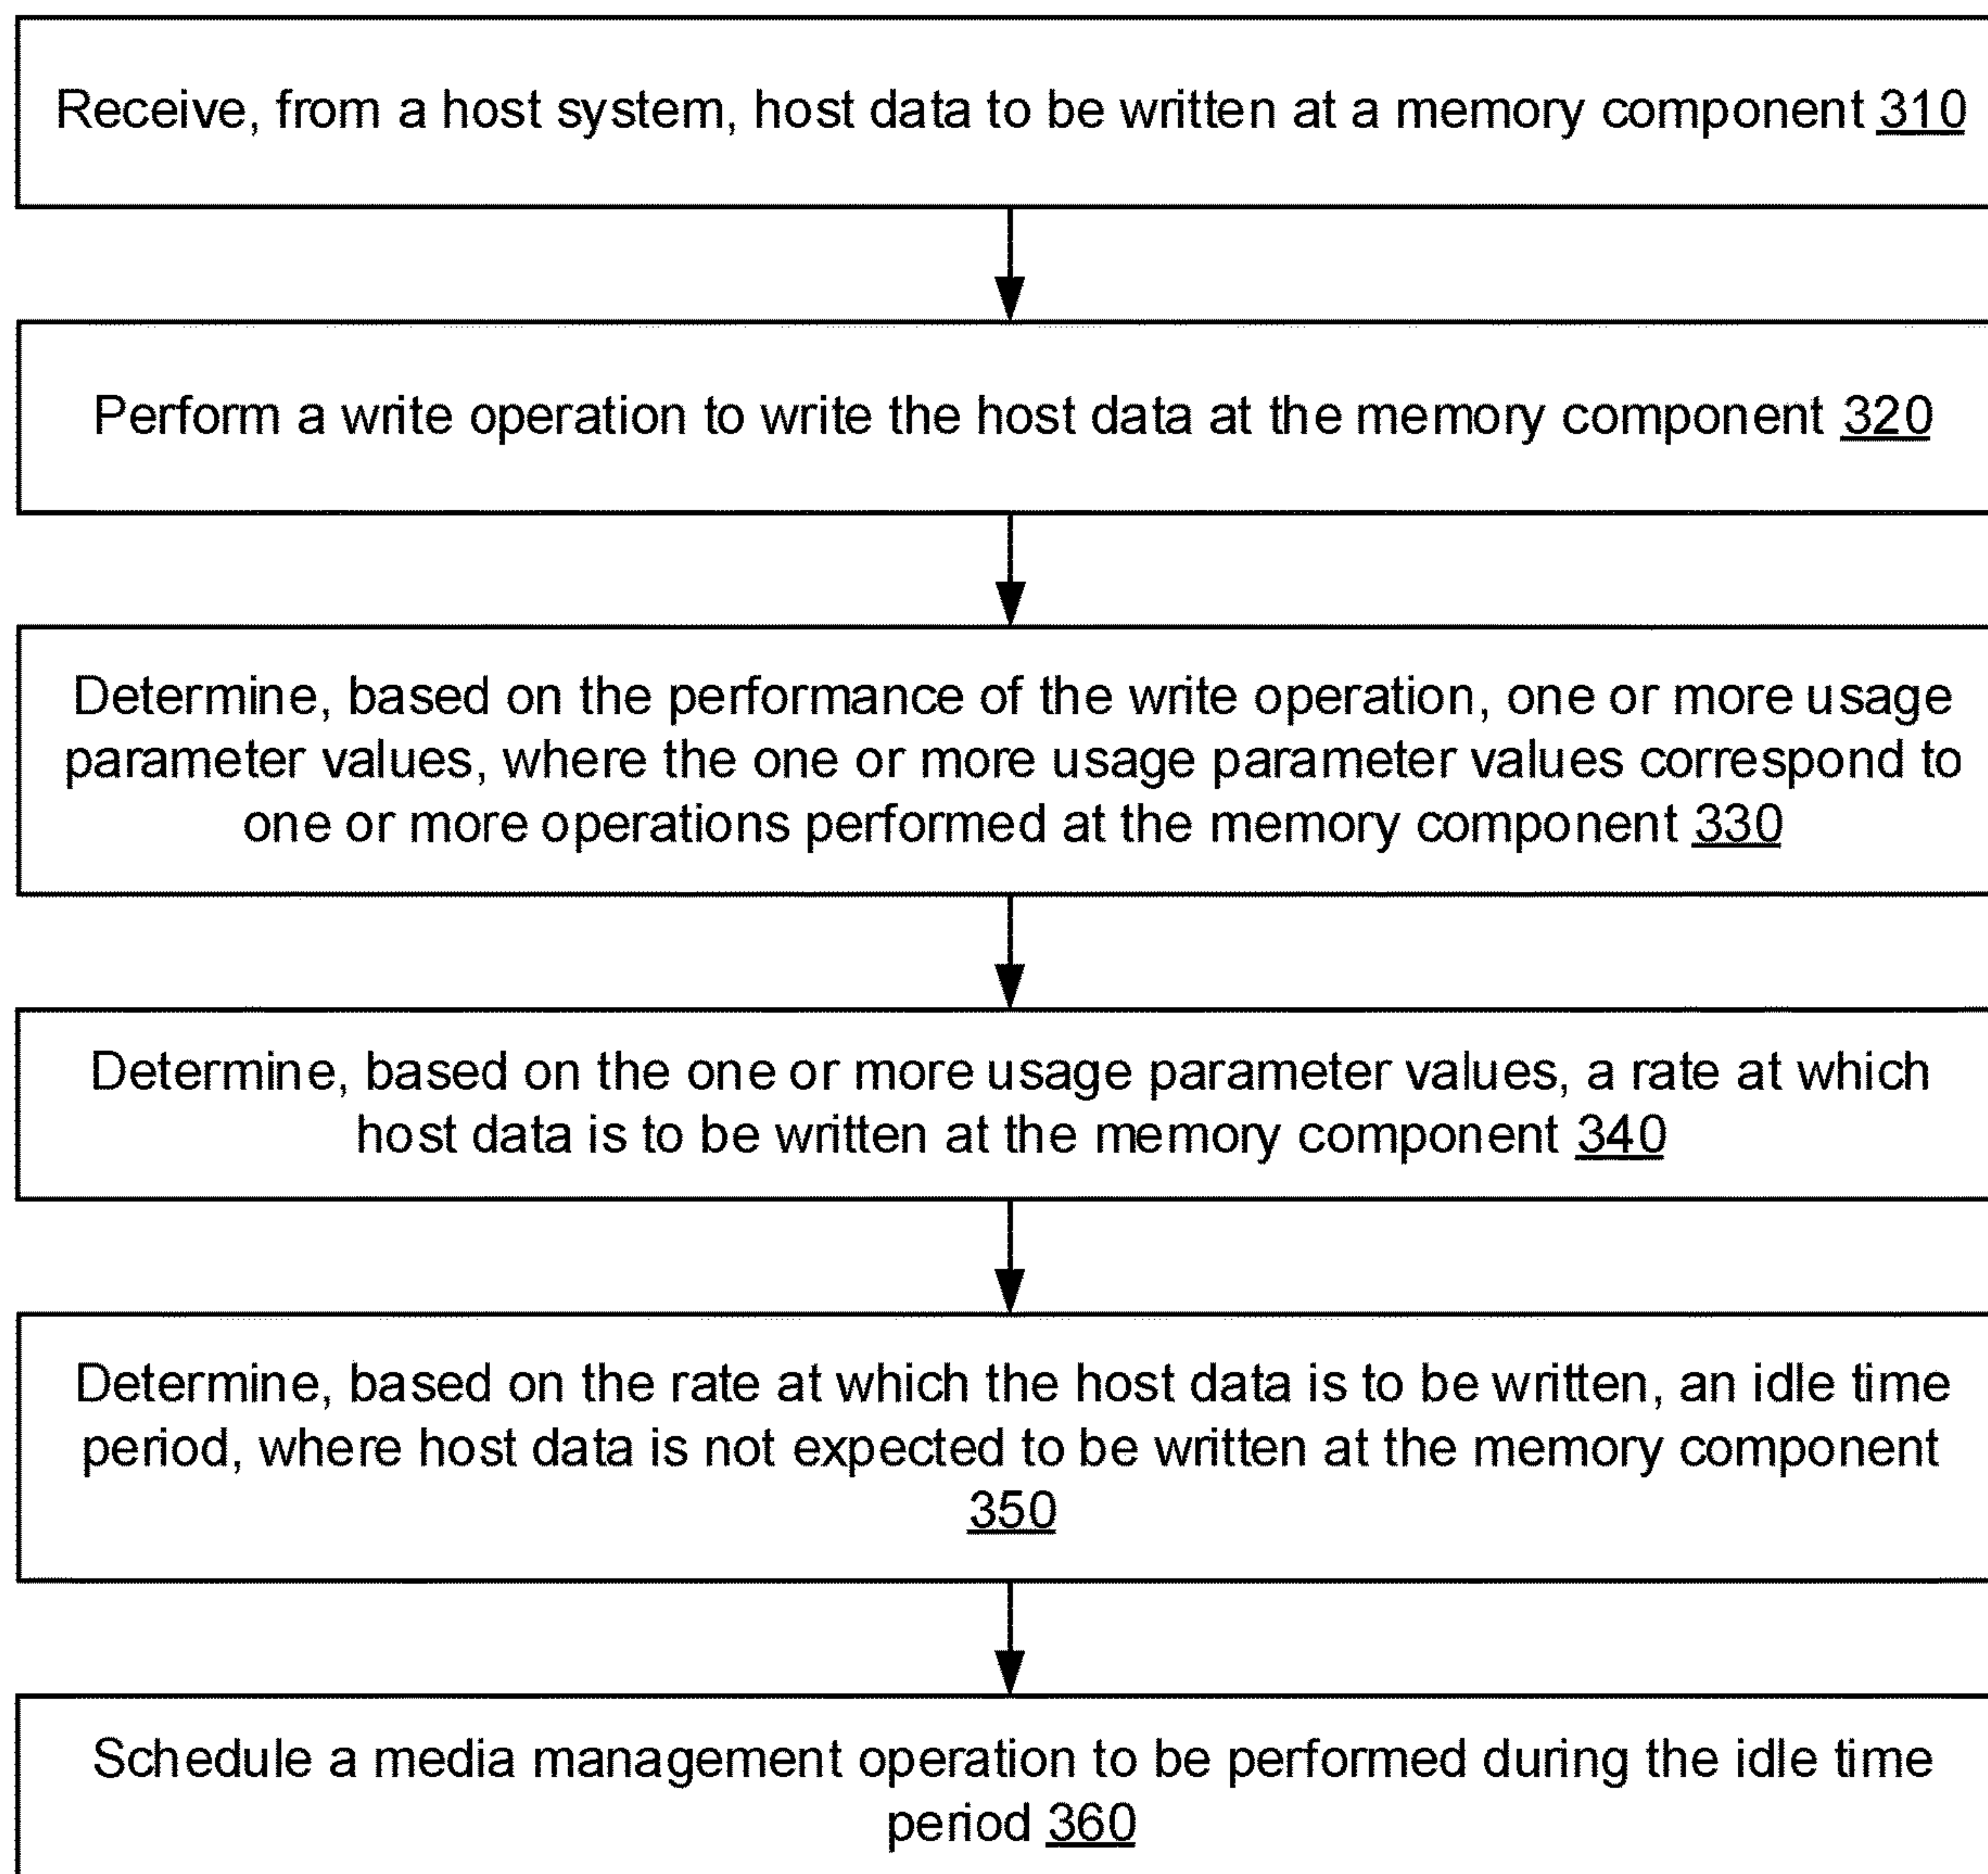 Receive, from a host system, host data to be written at a memory component 310
Perform a write operation to write the host data at the memory component 320
Determine, based on the performance of the write operation, one or more usage
parameter values, where the one or more usage parameter values correspond to
one or more operations performed at the memory component 330
Determine, based on the one or more usage parameter values, a rate at which
host data is to be written at the memory component 340
Determine, based on the rate at which the host data is to be written, an idle time
period, where host data is not expected to be written at the memory component
350
Schedule a media management operation to be performed during the idle time
period 360